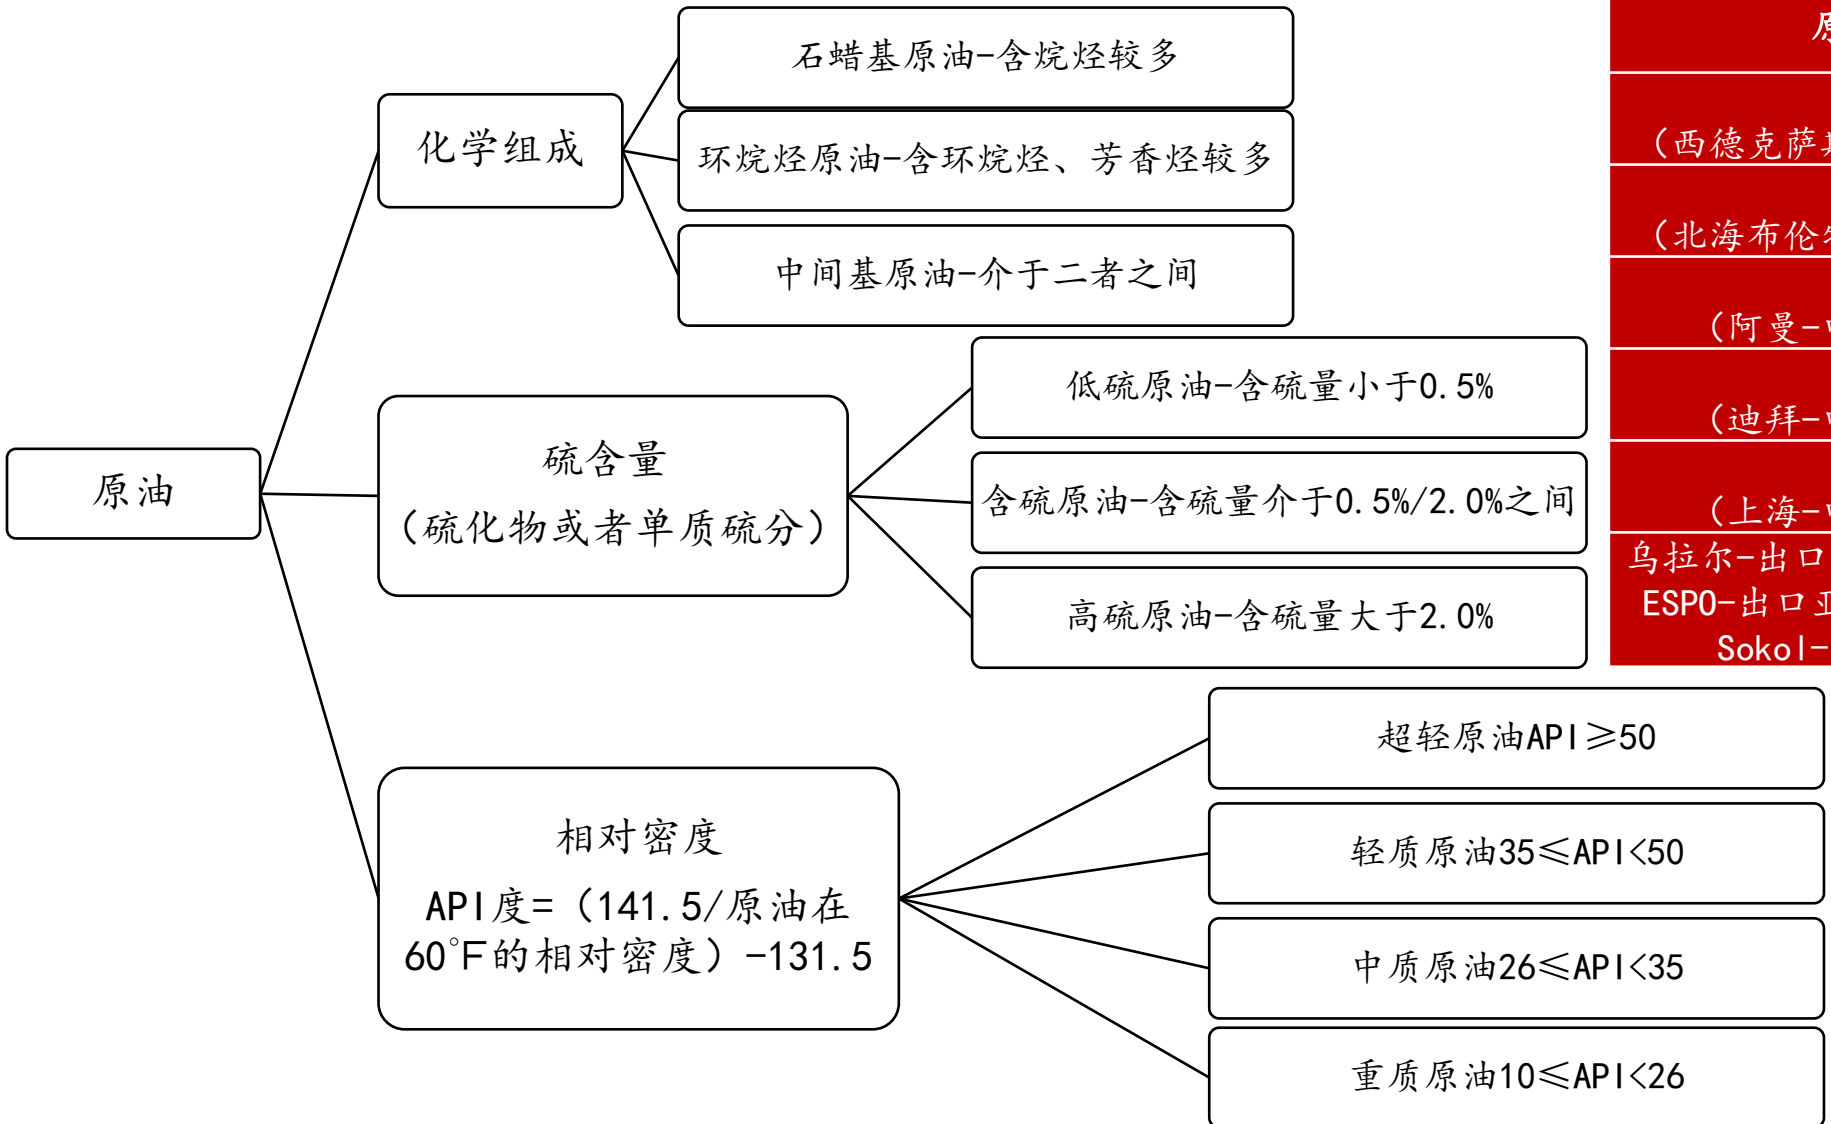 原油
化学组成
石蜡基原油-含烷烃较多
环烷烃原油-含环烷烃、芳香烃较多
中间基原油-介于二者之间
硫含量
（硫化物或者单质硫分）
低硫原油-含硫量小于0.5%
含硫原油-含硫量介于0.5%/2.0%之间
高硫原油-含硫量大于2.0%
相对密度
API度=（141.5/原油在
60°F的相对密度）-131.5
超轻原油API≥50
轻质原油35≤API<50
中质原油26≤API<35
重质原油10≤API<26
（西德克萨
（北海布伦
（阿曼-
（迪拜-
（上海-
乌拉尔-出口
ESPO-出口
Sokol-